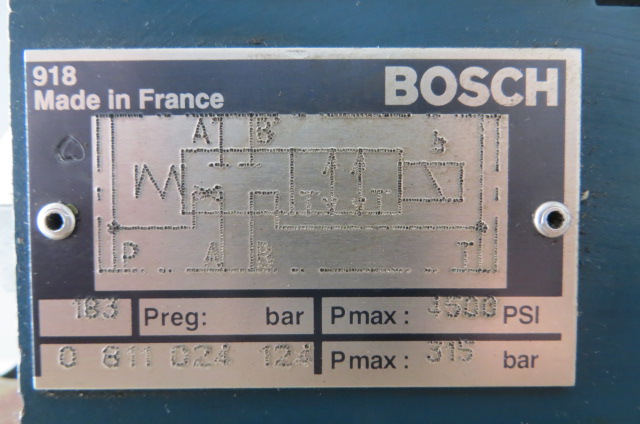 918
Made in France
BOSCH
A B
P A B T
183 Preg: bar Pmax: 4500 PSI
0 811 024 124 Pmax: 315 bar